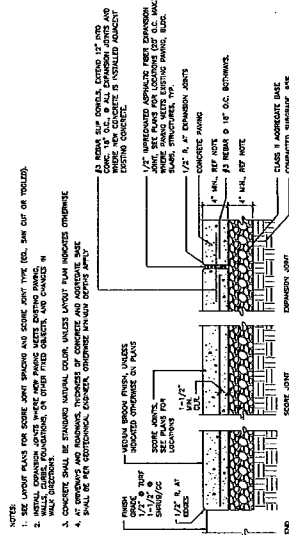 NOTES:
1. SEE LAYOUT PLANS FOR SCORE JOINT SPACING AND SCORE JOINT TYPE (EG., SAW CUT OR TOOLED).
2. INSTALL EXPANSION JOINTS WHERE NEW PAVING MEETS EXISTING PAVING,
WALLS, CURBS, FOUNDATIONS, OR OTHER FIXED OBJECTS, AND CHANGES IN
WALK DIRECTIONS.
3. CONCRETE SHALL BE STANDARD NATURAL COLOR, UNLESS LAYOUT PLAN INDICATES OTHERWISE
4. AT DRIVEWAYS AND ROADWAYS, THICKNESS OF CONCRETE AND AGGREGATE BASE
SHALL BE PER GEOTECHNICAL ENGINEER, OTHERWISE MINIMUM DEPTHS APPLY
#3 REBAR SLIP DOWELS, EXTEND 12" INTO
CONC. 18" O.C., @ ALL EXPANSION JOINTS AND
WHERE NEW CONCRETE IS INSTALLED ADJACENT
EXISTING CONCRETE.
1/2" IMPREGNATED ASPHALTIC FIBER EXPANSION
JOINT, SEE PLANS FOR LOCATIONS (25' O.C. MAX)
WHERE PAVING MEETS EXISTING PAVING, BLDG.
SLABS, STRUCTURES, TYP.
1/2" R, AT EXPANSION JOINTS
CONCRETE PAVING
4" MIN., REF NOTE
#3 REBAR @ 18" O.C. BOTHWAYS.
4" MIN., REF NOTE
CLASS II AGGREGATE BASE
COMPACTED SUBGRADE BASE
MEDIUM BROOM FINISH, UNLESS
INDICATED OTHERWISE ON PLANS
SCORE JOINTS,
SEE PLANS FOR
LOCATIONS
1-1/2"
MIN.
CLR.
FINISH
GRADE
1/2" @ TURF
1-1/2" @
SHRUB/GC
1/2" R, AT
EDGES
END
SCORE JOINT
EXPANSION JOINT